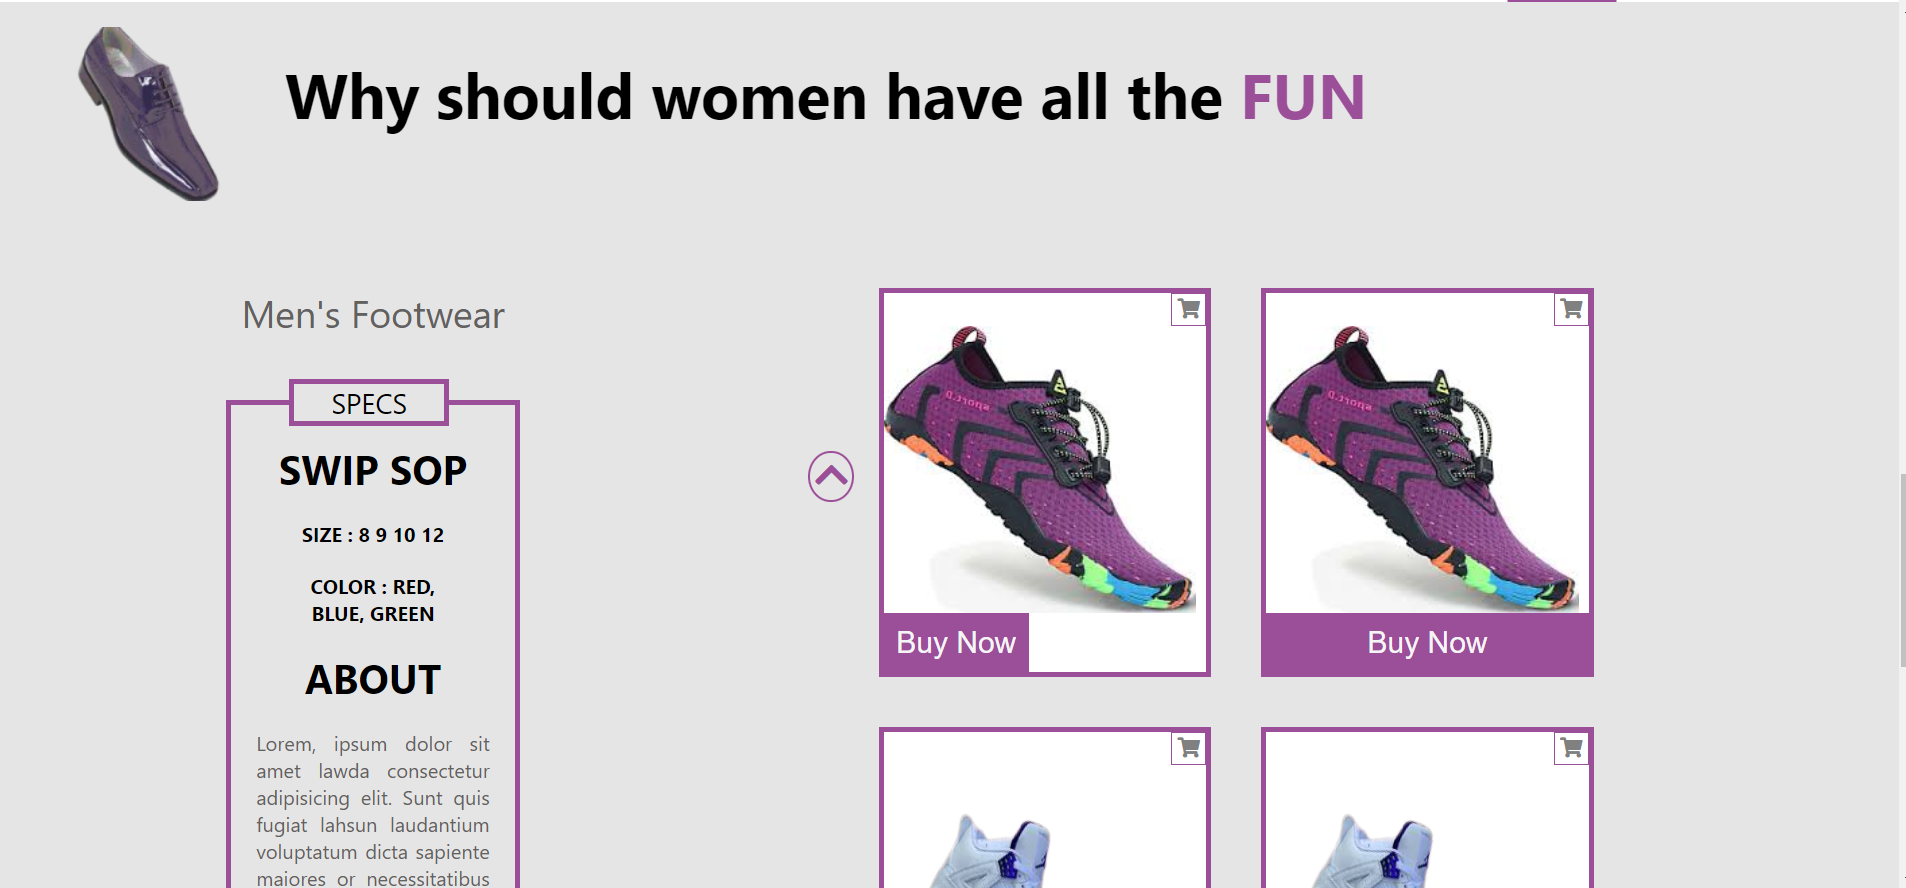 Why should women have all the FUN
Men's Footwear
SPECS
SWIP SOP
SIZE : 8 9 10 12
COLOR : RED,
BLUE, GREEN
ABOUT
Lorem, ipsum dolor sit
amet lawda consectetur
adipisicing elit. Sunt quis
fugiat lahsun laudantium
voluptatum dicta sapiente
maiores or necessitatibus
Buy Now
Buy Now